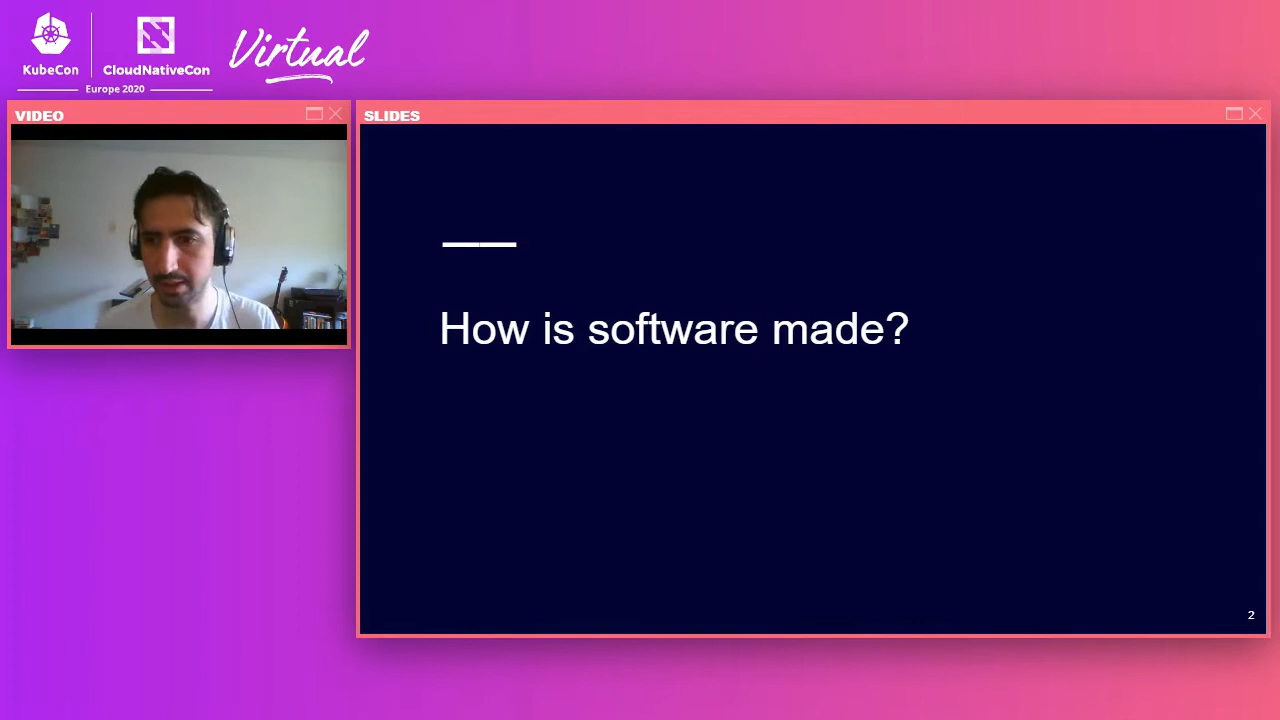 KubeCon
CloudNativeCon
Europe 2020
Virtual
VIDEO
SLIDES
How is software made?
2